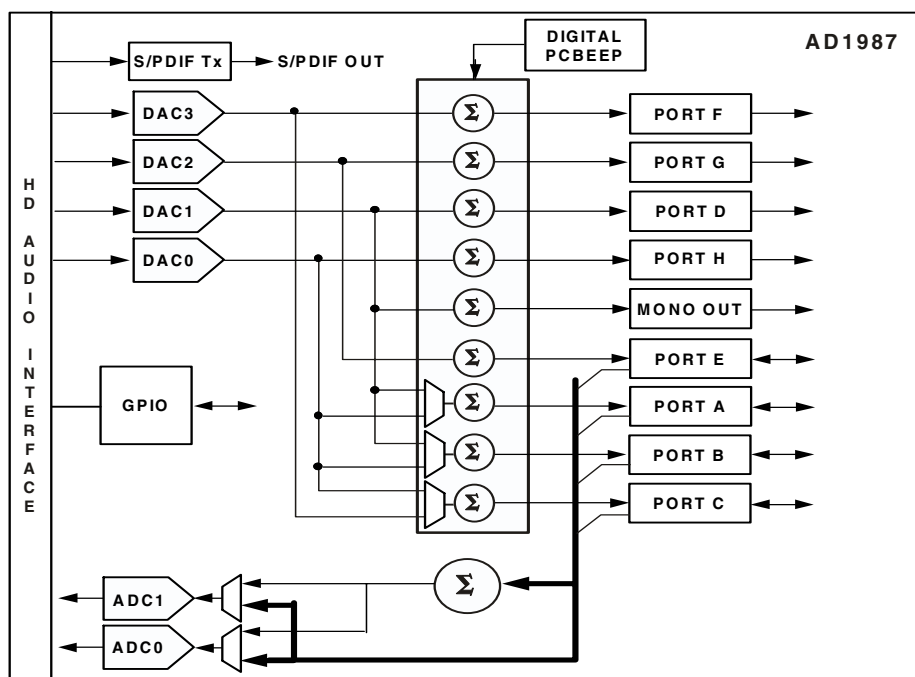 DIGITAL
PCBEEP
AD1987
S/PDIF Tx
S/PDIF OUT
DAC3
Σ
PORT F
DAC2
Σ
PORT G
DAC1
Σ
PORT D
DAC0
Σ
PORT H
Σ
MONO OUT
Σ
PORT E
HD AUDIO INTERFACE
GPIO
Σ
PORT A
Σ
PORT B
Σ
PORT C
Σ
ADC1
ADC0